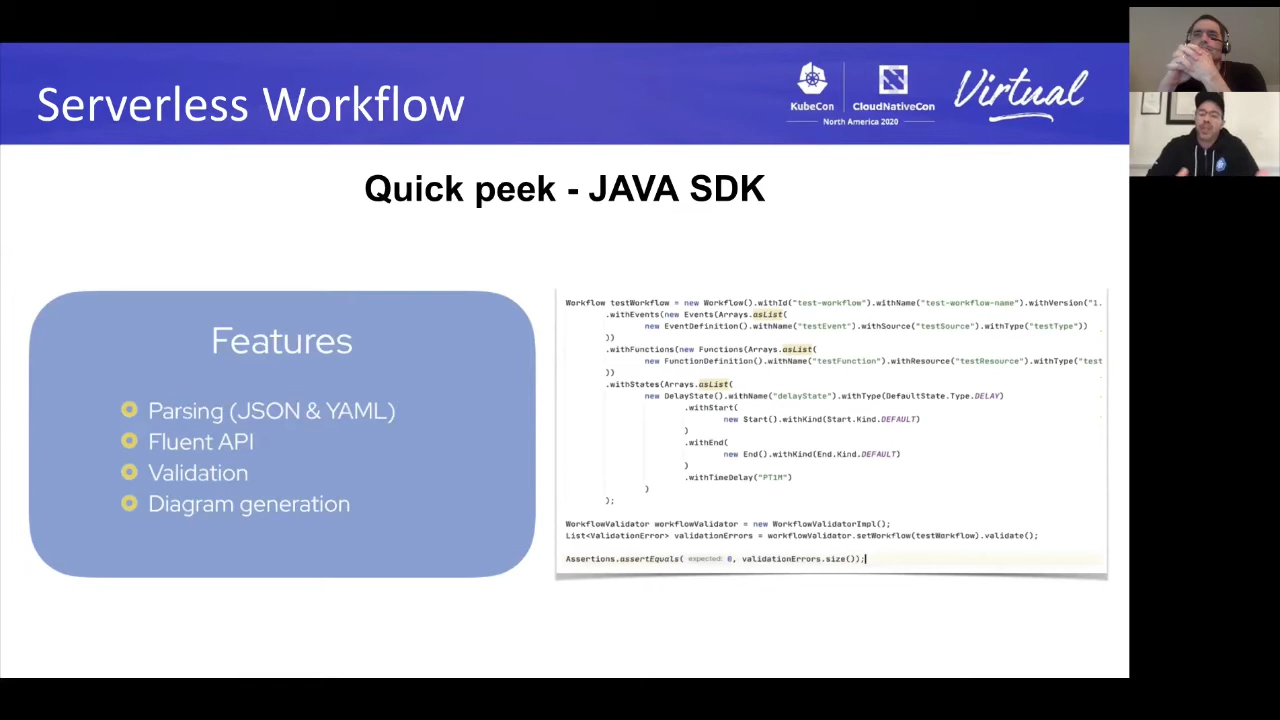 Serverless Workflow
KubeCon
CloudNativeCon
North America 2020
Virtual
Quick peek - JAVA SDK
Features
Parsing (JSON & YAML)
Fluent API
Validation
Diagram generation
Workflow testWorkflow = new Workflow().withId("test-workflow").withName("test-workflow-name").withVersion("1.
.withEvents(new Events(Arrays.asList(
new EventDefinition().withName("testEvent").withSource("testSource").withType("testType"))
))
.withFunctions(new Functions(Arrays.asList(
new FunctionDefinition().withName("testFunction").withResource("testResource").withType("test
))
.withStates(Arrays.asList(
new DelayState().withName("delayState").withType(DefaultState.Type.DELAY)
.withStart(
new Start().withKind(Start.Kind.DEFAULT)
)
.withEnd(
new End().withKind(End.Kind.DEFAULT)
)
.withTimeDelay("PT1M")
)
);
WorkflowValidator workflowValidator = new WorkflowValidatorImpl();
List<ValidationError> validationErrors = workflowValidator.setWorkflow(testWorkflow).validate();
Assertions.assertEquals( expected: 0, validationErrors.size());